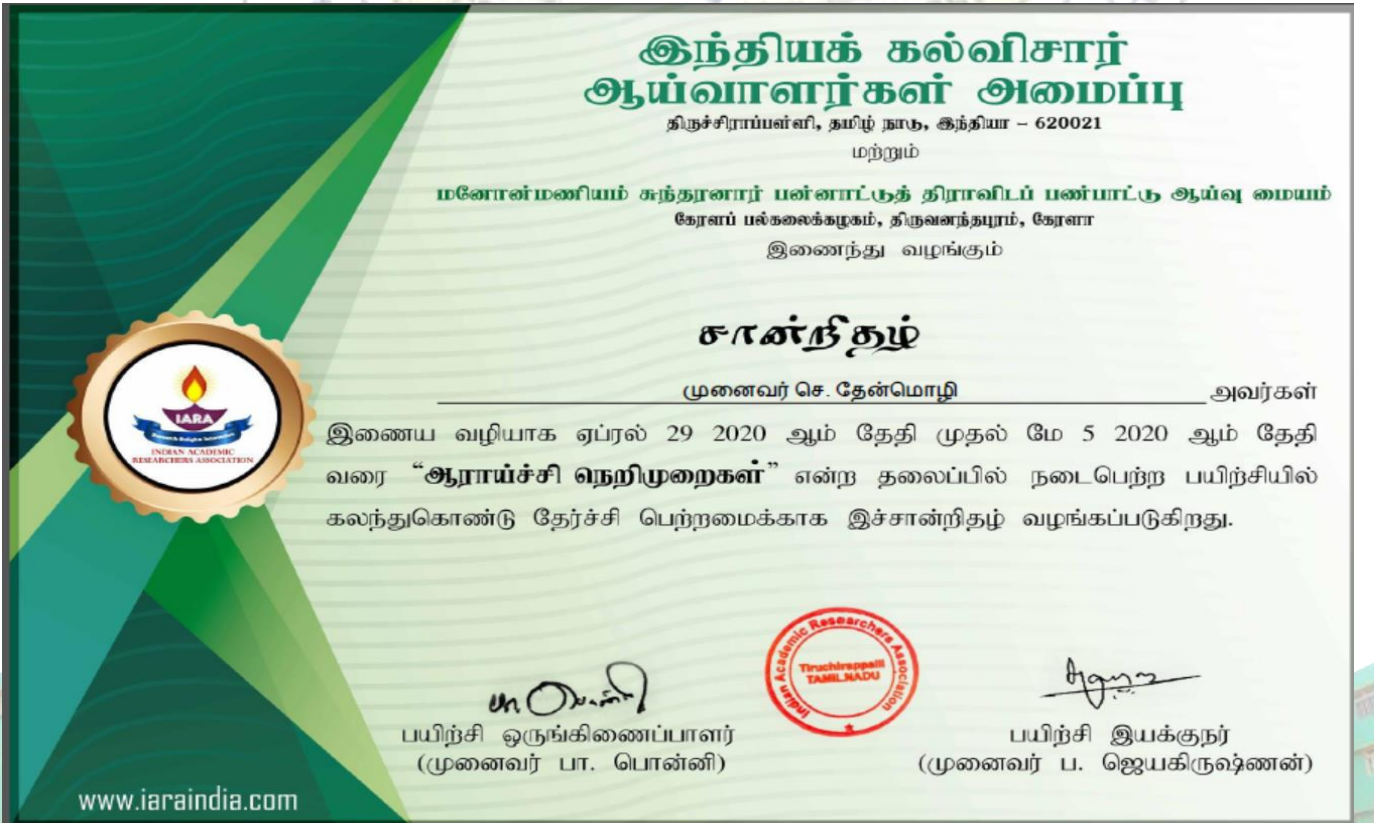 இந்தியக் கல்விசார்
ஆய்வாளர்கள் அமைப்பு
திருச்சிராப்பள்ளி, தமிழ் நாடு, இந்தியா – 620021
மற்றும்
மனோன்மணியம் சுந்தரனார் பன்னாட்டுத் திராவிடப் பண்பாட்டு ஆய்வு மையம்
கேரளப் பல்கலைக்கழகம், திருவனந்தபுரம், கேரளா
இணைந்து வழங்கும்
சான்றிதழ்
முனைவர் செ. தேன்மொழி அவர்கள்
இணைய வழியாக ஏப்ரல் 29 2020 ஆம் தேதி முதல் மே 5 2020 ஆம் தேதி
வரை “ஆராய்ச்சி நெறிமுறைகள்” என்ற தலைப்பில் நடைபெற்ற பயிற்சியில்
கலந்துகொண்டு தேர்ச்சி பெற்றமைக்காக இச்சான்றிதழ் வழங்கப்படுகிறது.
IARA
INDIAN ACADEMIC
RESEARCHERS ASSOCIATION
Indian Academic Researchers Association
Tiruchirappalli
TAMILNADU
பயிற்சி ஒருங்கிணைப்பாளர்
(முனைவர் பா. பொன்னி)
பயிற்சி இயக்குநர்
(முனைவர் ப. ஜெயகிருஷ்ணன்)
www.iaraindia.com